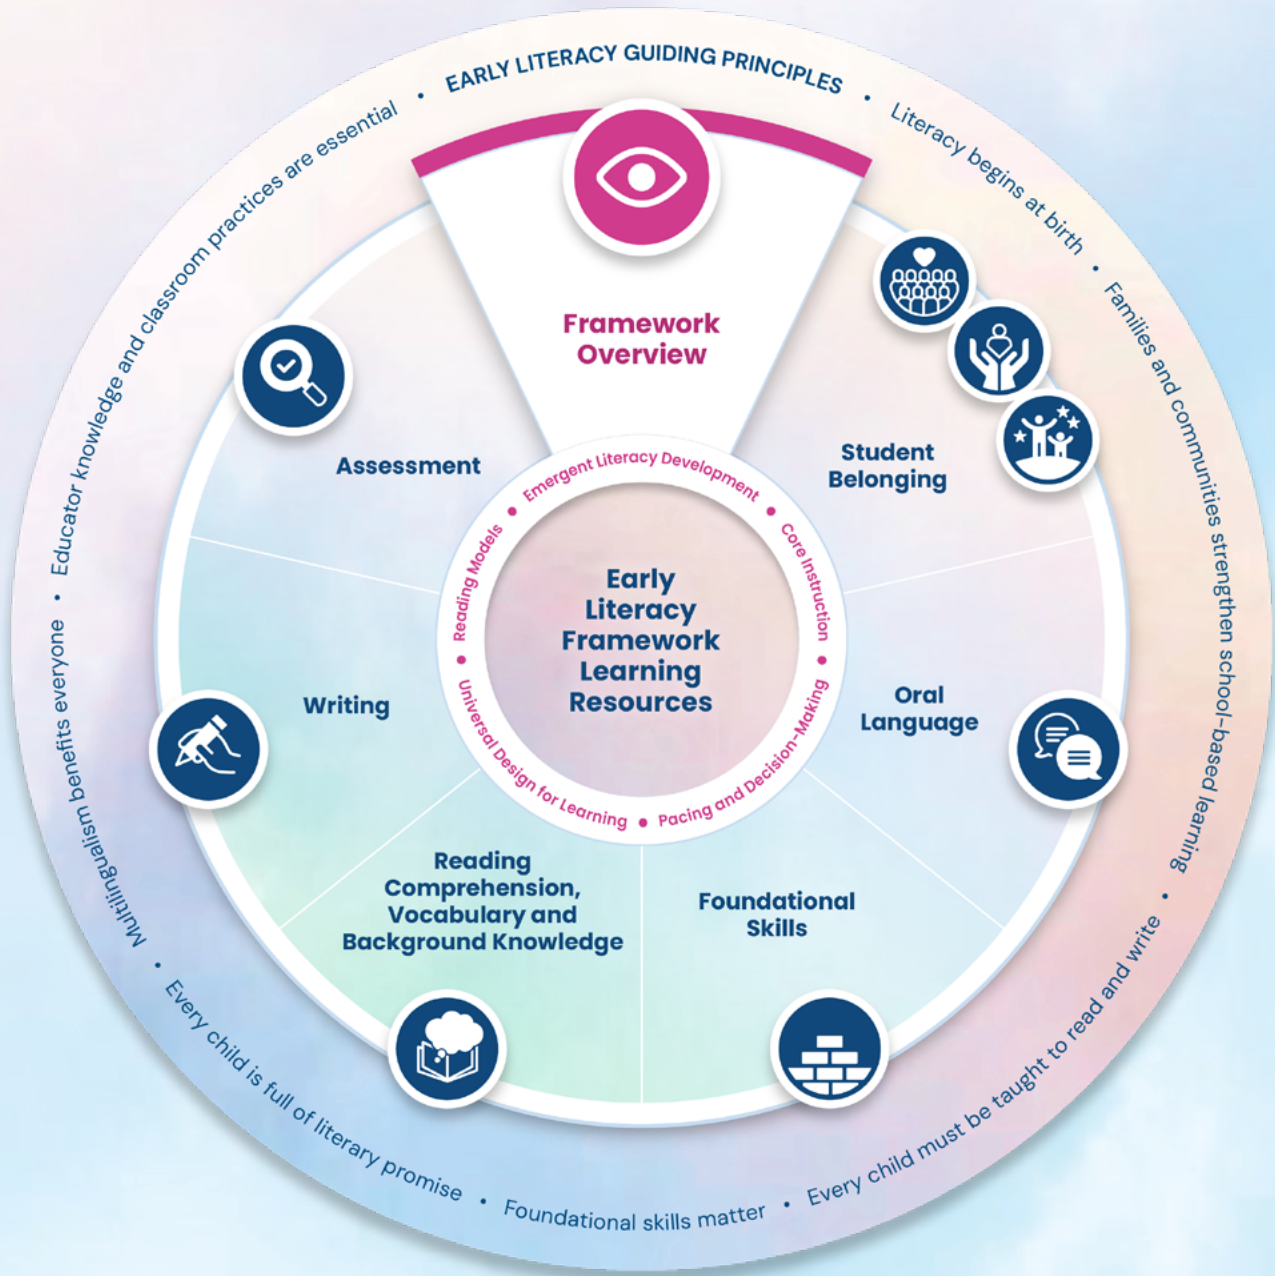 EARLY LITERACY GUIDING PRINCIPLES
• Literacy begins at birth
• Families and communities strengthen school-based learning
• Every child must be taught to read and write
• Foundational skills matter
• Every child is full of literary promise
• Multilingualism benefits everyone
• Educator knowledge and classroom practices are essential •
Framework
Overview
Student
Belonging
Oral
Language
Foundational
Skills
Reading
Comprehension,
Vocabulary and
Background Knowledge
Writing
Assessment
Emergent Literacy Development
• Core Instruction
• Pacing and Decision-Making
• Universal Design for Learning
• Reading Models •
Early
Literacy
Framework
Learning
Resources